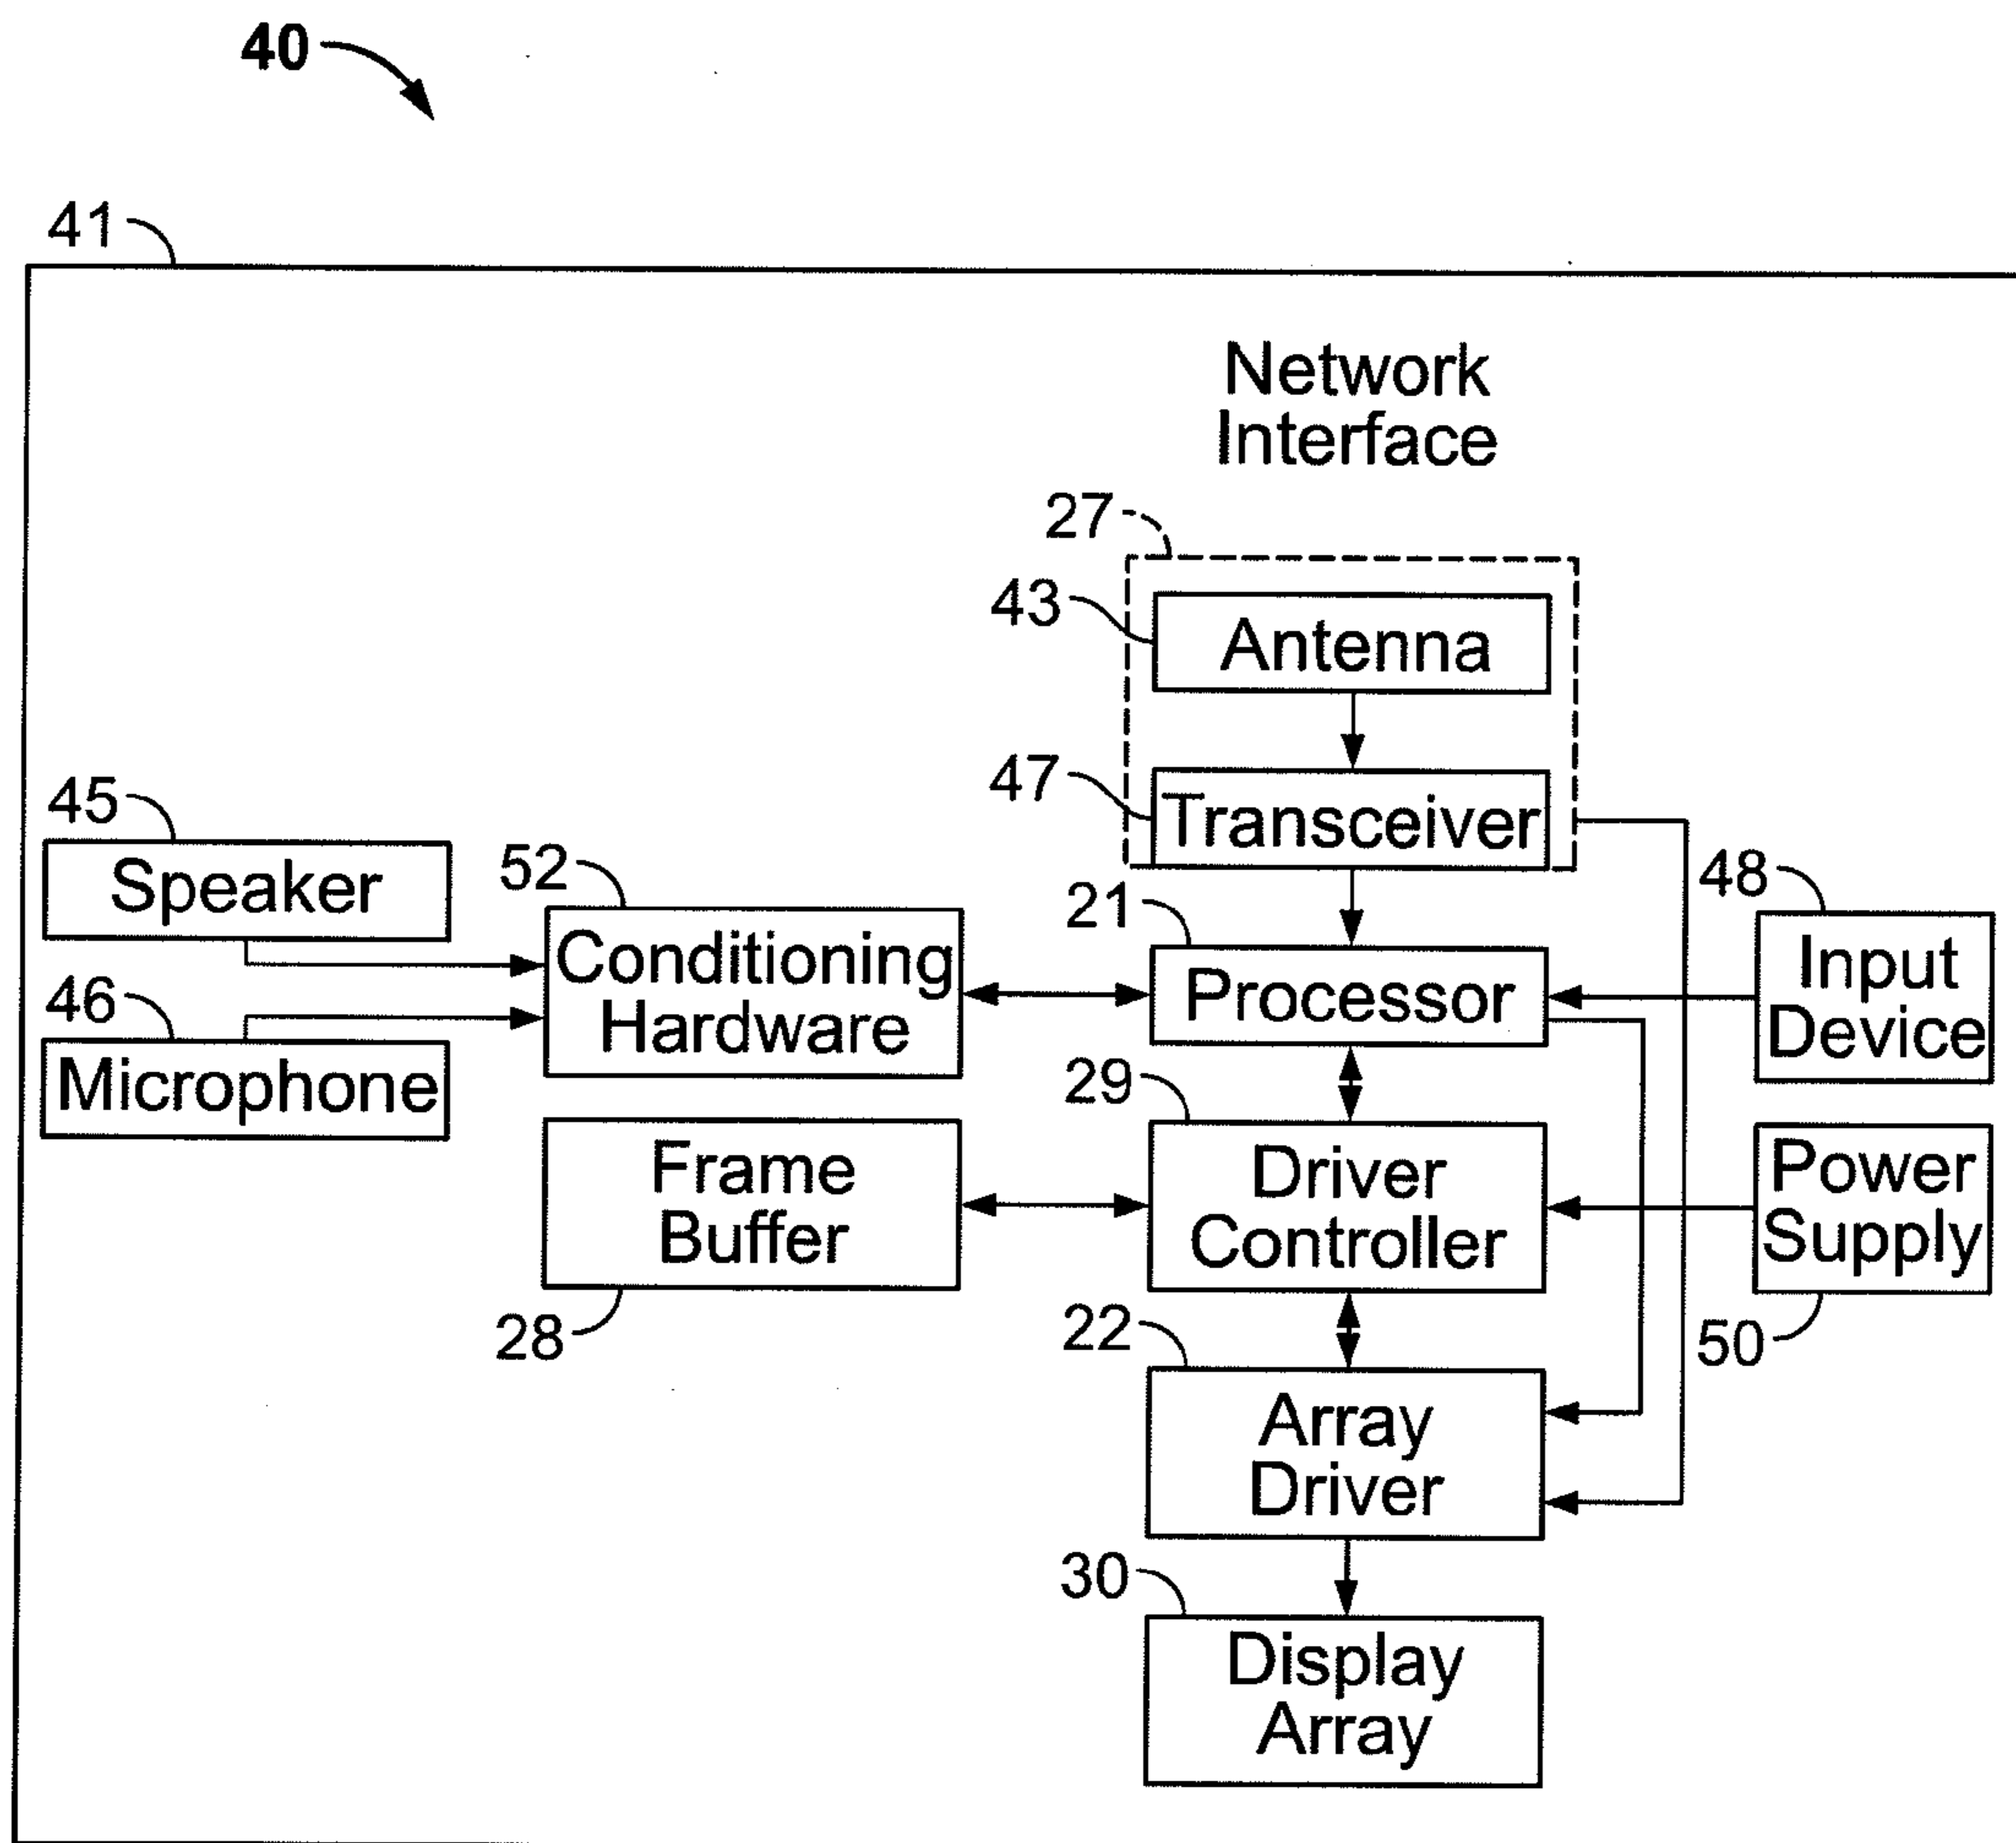 40
41
Network
Interface
27
43
Antenna
47
Transceiver
45
Speaker
52
Conditioning
Hardware
21
Processor
48
Input
Device
46
Microphone
29
Driver
Controller
Frame
Buffer
28
Power
Supply
50
22
Array
Driver
30
Display
Array